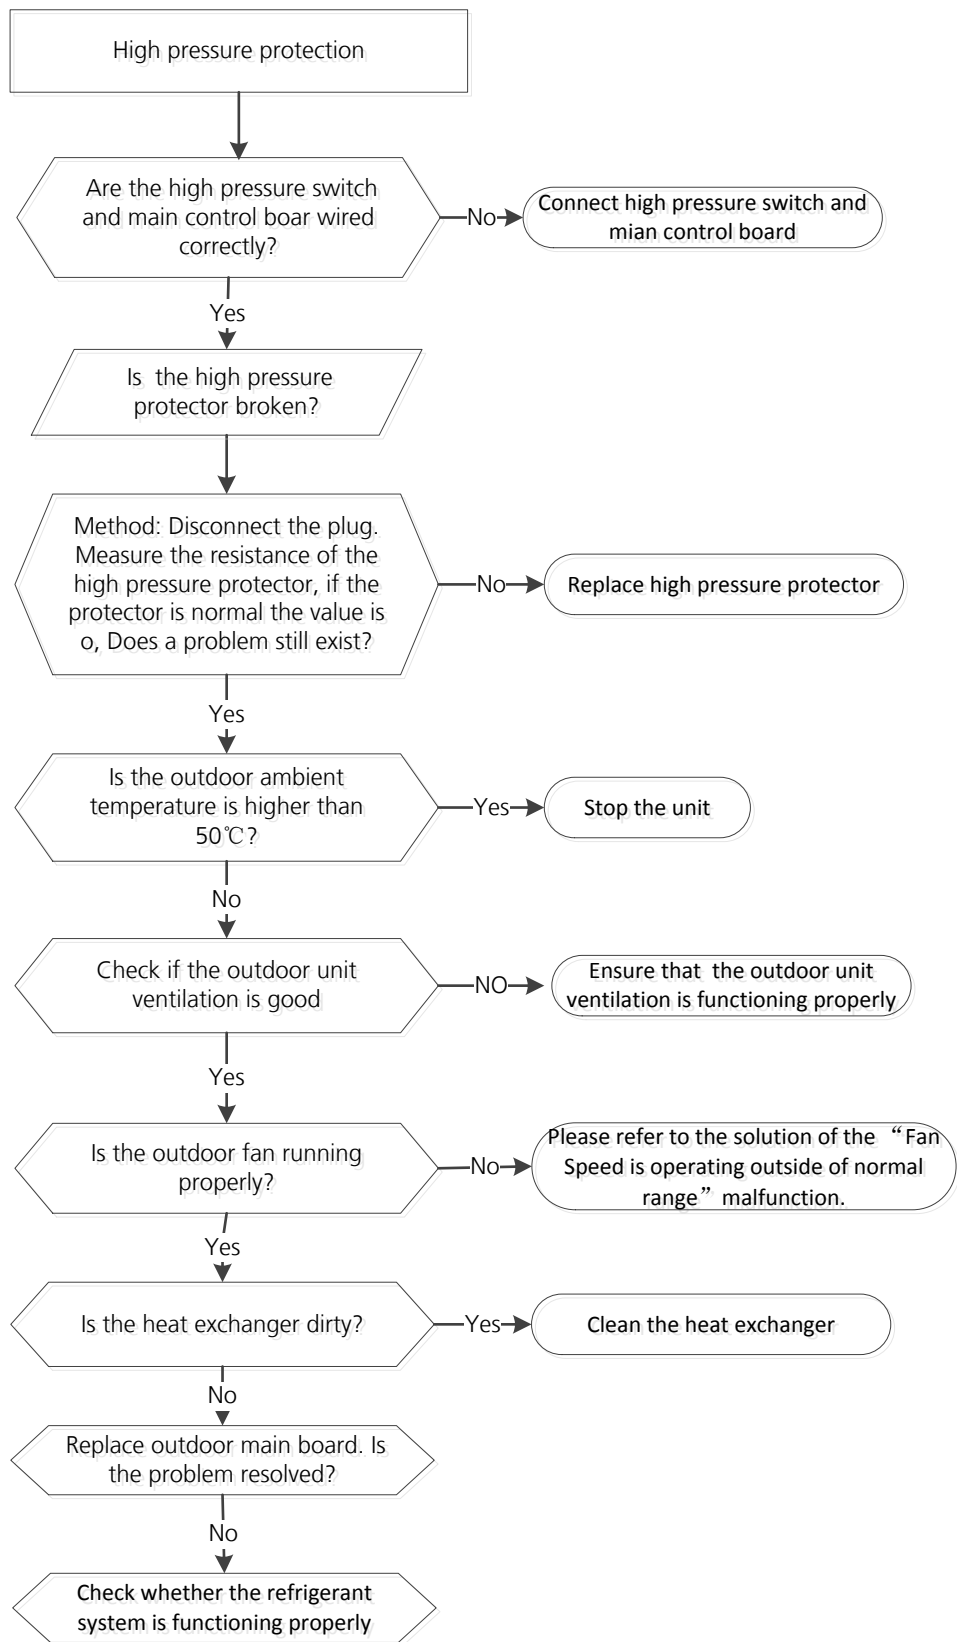 High pressure protection
Are the high pressure switch
and main control boar wired
correctly?
No
Connect high pressure switch and
mian control board
Yes
Is the high pressure
protector broken?
Method: Disconnect the plug.
Measure the resistance of the
high pressure protector, if the
protector is normal the value is
o, Does a problem still exist?
No
Replace high pressure protector
Yes
Is the outdoor ambient
temperature is higher than
50℃?
Yes
Stop the unit
No
Check if the outdoor unit
ventilation is good
NO
Ensure that the outdoor unit
ventilation is functioning properly
Yes
Is the outdoor fan running
properly?
No
Please refer to the solution of the “Fan
Speed is operating outside of normal
range” malfunction.
Yes
Is the heat exchanger dirty?
Yes
Clean the heat exchanger
No
Replace outdoor main board. Is
the problem resolved?
No
Check whether the refrigerant
system is functioning properly